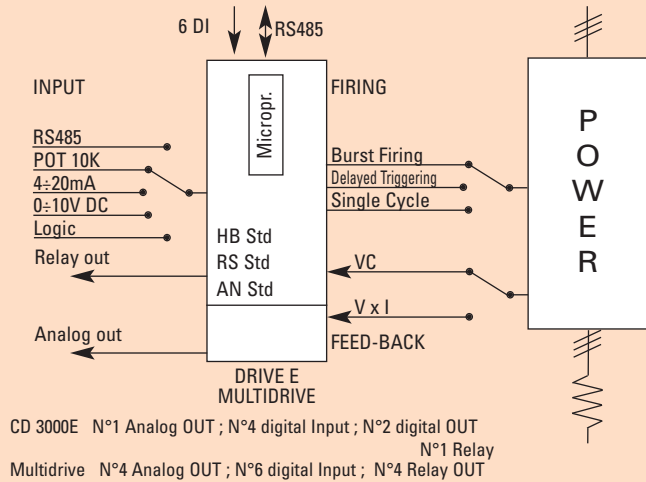 6 DI
RS485
INPUT
FIRING
Micropr.
RS485
POT 10K
4÷20mA
0÷10V DC
Logic
Relay out
Analog out
HB Std
RS Std
AN Std
Burst Firing
Delayed Triggering
Single Cycle
VC
V x I
FEED-BACK
POWER
DRIVE E
MULTIDRIVE
CD 3000E N°1 Analog OUT ; N°4 digital Input ; N°2 digital OUT
N°1 Relay
Multidrive N°4 Analog OUT ; N°6 digital Input ; N°4 Relay OUT